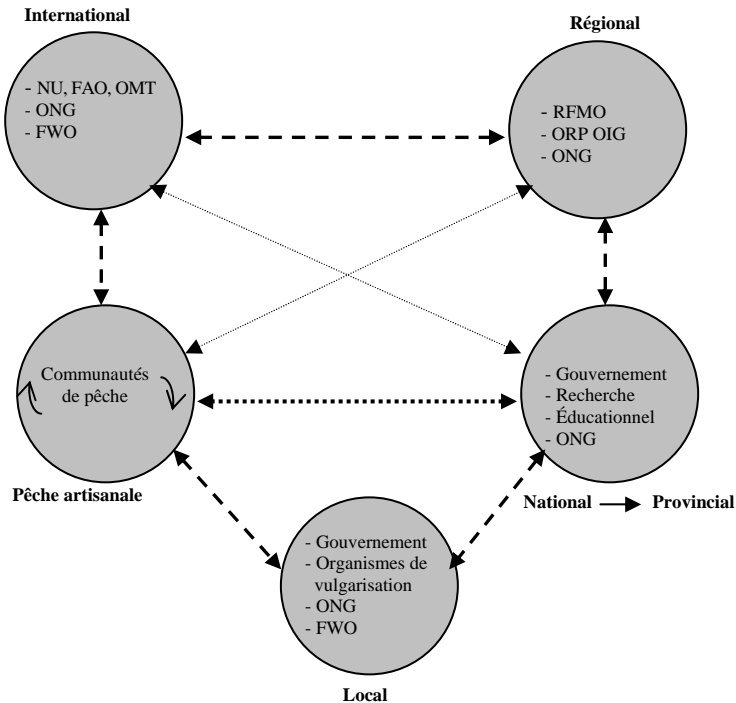 International
- NU, FAO, OMT
- ONG
- FWO
Régional
- RFMO
- ORP OIG
- ONG
Communautés
de pêche
Pêche artisanale
- Gouvernement
- Recherche
- Éducationnel
- ONG
National → Provincial
- Gouvernement
- Organismes de
vulgarisation
- ONG
- FWO
Local